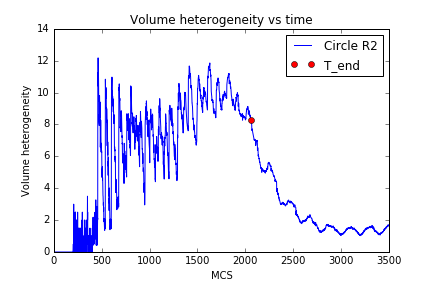 Volume heterogeneity vs time
Volume heterogeneity
14
12
10
8
6
4
2
0
Circle R2
T_end
0 500 1000 1500 2000 2500 3000 3500
MCS